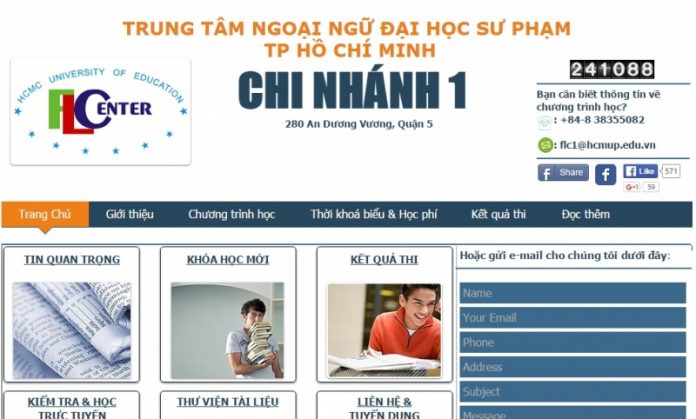 TRUNG TÂM NGOẠI NGỮ ĐẠI HỌC SƯ PHẠM
TP HỒ CHÍ MINH
HCMC UNIVERSITY OF EDUCATION
FLCENTER
CHI NHÁNH 1
280 An Dương Vương, Quận 5
241088
Bạn cần biết thông tin về
chương trình học?
: +84-8 38355082
: flc1@hcmup.edu.vn
Share
Like 571
+1 59
Trang Chủ Giới thiệu Chương trình học Thời khoá biểu & Học phí Kết quả thi Đọc thêm
TIN QUAN TRỌNG
KHÓA HỌC MỚI
KẾT QUẢ THI
Hoặc gửi e-mail cho chúng tôi dưới đây:
Name
Your Email
Phone
Address
Subject
Message
KIỂM TRA & HỌC
TRỰC TUYẾN
THƯ VIỆN TÀI LIỆU
LIÊN HỆ &
TUYỂN DỤNG